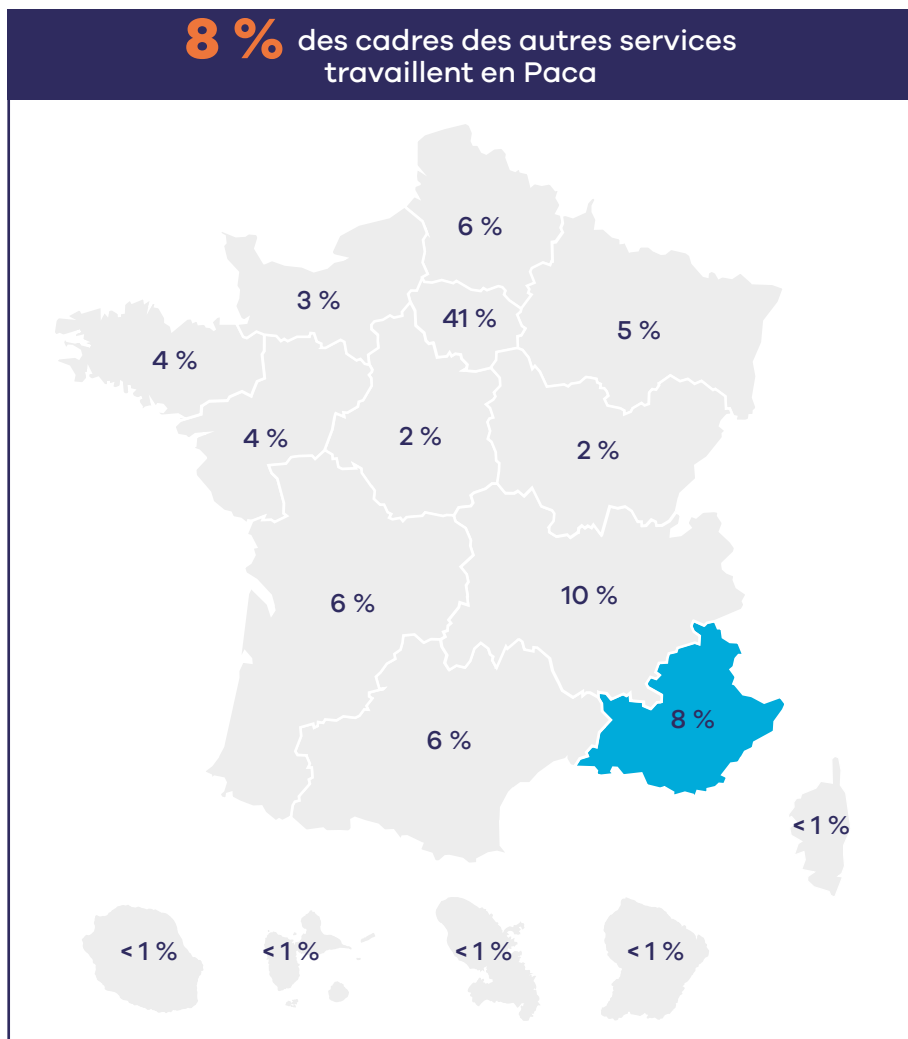 8 % des cadres des autres services
travaillent en Paca
6 %
3 %
41 %
5 %
4 %
4 %
2 %
2 %
6 %
10 %
8 %
6 %
< 1 %
< 1 %
< 1 %
< 1 %
< 1 %